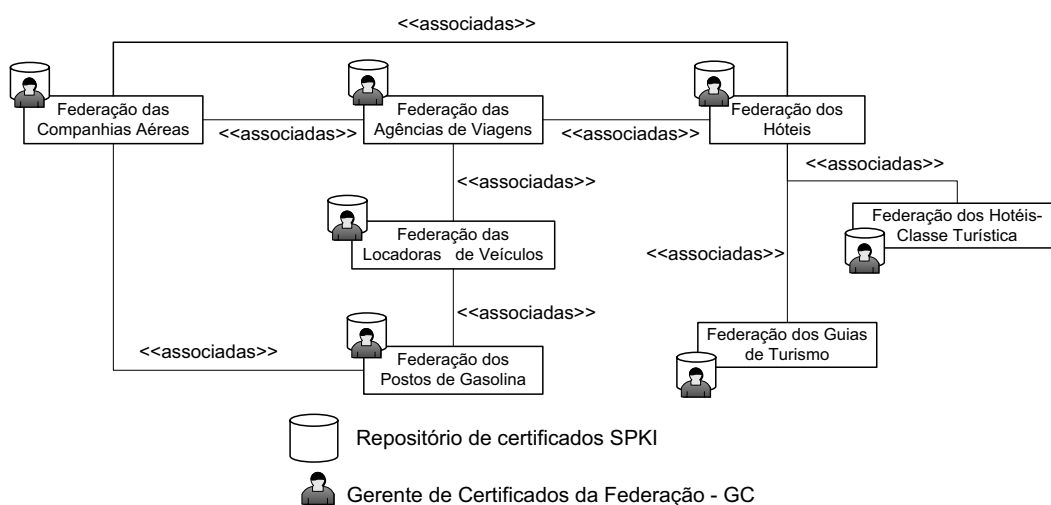 <<associadas>>
Federação das
Companhias Aéreas
<<associadas>>
Federação das
Agências de Viagens
<<associadas>>
Federação dos
Hóteis
<<associadas>>
<<associadas>>
Federação dos Hotéis-
Classe Turística
Federação das
Locadoras de Veículos
<<associadas>>
<<associadas>>
Federação dos Guias
de Turismo
<<associadas>>
Federação dos
Postos de Gasolina
Repositório de certificados SPKI
Gerente de Certificados da Federação - GC